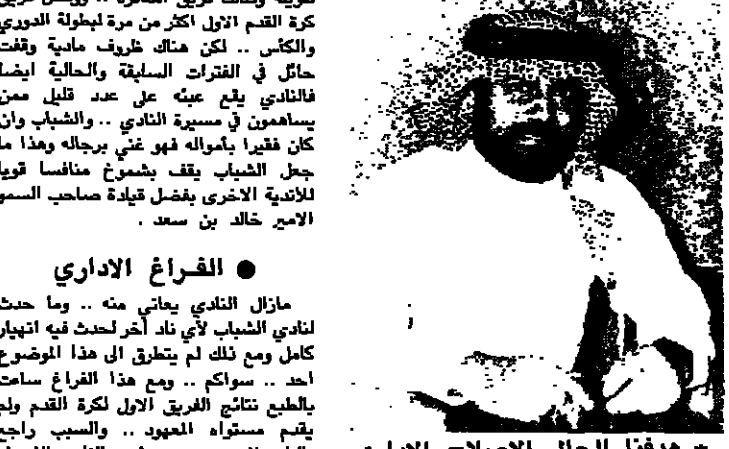 كرة القدم الاول اكثر من مرة لبطولة الدوري
والكأس .. لكن هناك ظروف مادية وقفت
حائل في الفترات السابقة والحالية ايضا
فالنادي يقع عبئه على عدد قليل ممن
يساهمون في مسيرة النادي .. والشباب وان
كان فقيرا بأمواله فهو غني برجاله وهذا ما
جعل الشباب يقف بشموخ منافسا قويا
للأندية الاخرى بفضل قيادة صاحب السمو
الامير خالد بن سعد .
● الفراغ الاداري
مازال النادي يعاني منه .. وما حدث
لنادي الشباب لأي ناد آخر لحدث فيه انهيار
كامل ومع ذلك لم يتطرق الى هذا الموضوع
احد .. سواكم .. ومع هذا الفراغ ساءت
بالطبع نتائج الفريق الاول لكرة القدم ولم
يقدم مستواه المعهود .. والسبب راجع